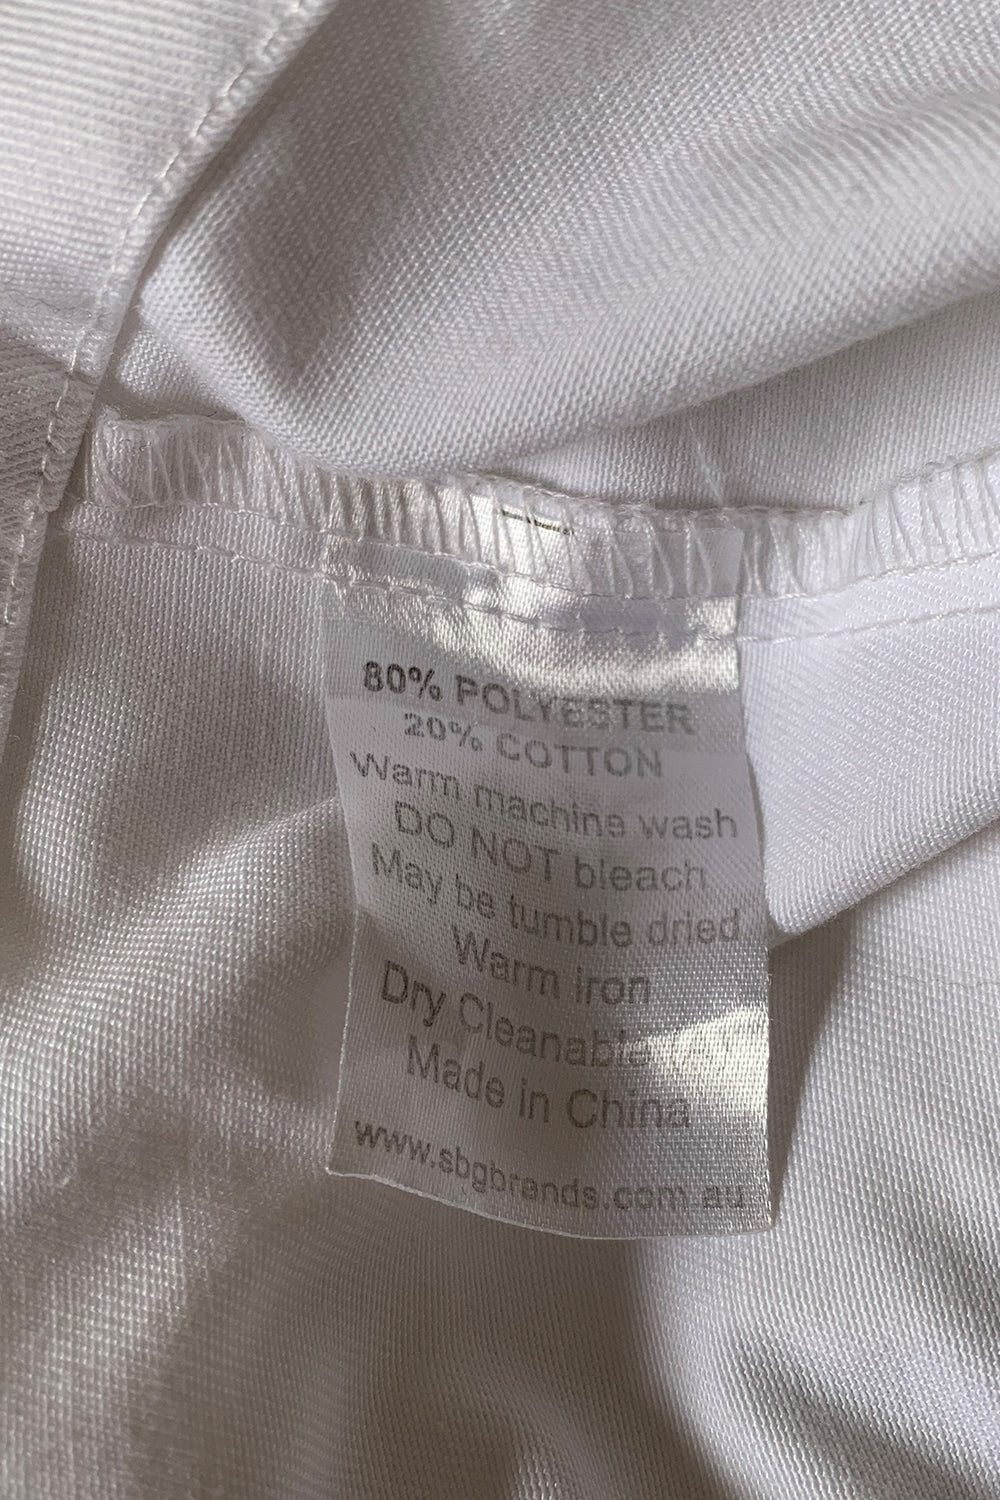 80% POLYESTER
20% COTTON
Warm machine wash
DO NOT bleach
May be tumble dried
Warm iron
Dry Cleanable (A)
Made in China
www.sbgbrands.com.au